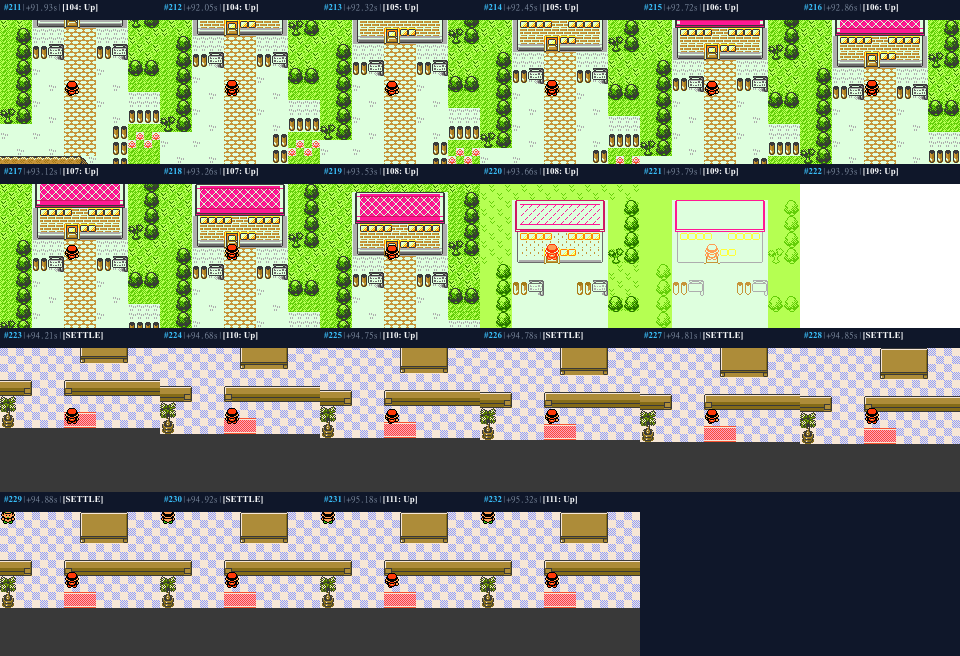 #211|+91.93s|[104: Up]
#212|+92.05s|[104: Up]
#213|+92.32s|[105: Up]
#214|+92.45s|[105: Up]
#215|+92.72s|[106: Up]
#216|+92.86s|[106: Up]
#217|+93.12s|[107: Up]
#218|+93.26s|[107: Up]
#219|+93.53s|[108: Up]
#220|+93.66s|[108: Up]
#221|+93.79s|[109: Up]
#222|+93.93s|[109: Up]
#223|+94.21s|[SETTLE]
#224|+94.68s|[110: Up]
#225|+94.75s|[110: Up]
#226|+94.78s|[SETTLE]
#227|+94.81s|[SETTLE]
#228|+94.85s|[SETTLE]
#229|+94.88s|[SETTLE]
#230|+94.92s|[SETTLE]
#231|+95.18s|[111: Up]
#232|+95.32s|[111: Up]